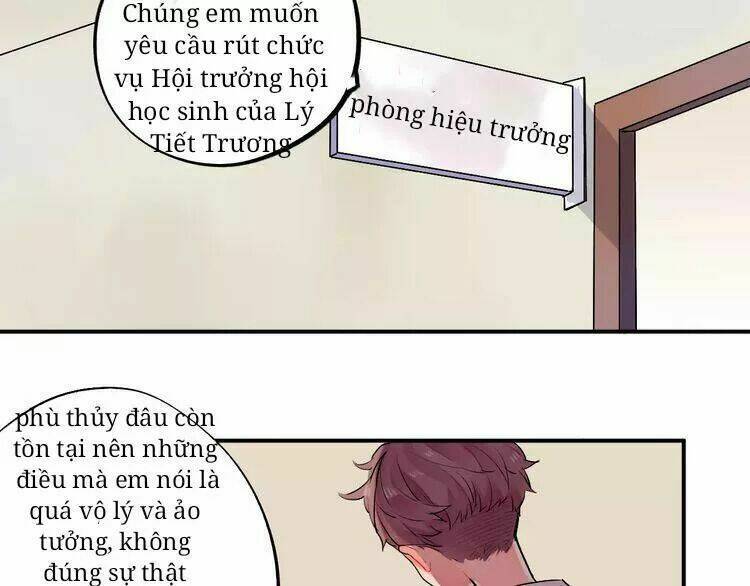 Chúng em muốn
yêu cầu rút chức
vụ Hội trưởng hội
học sinh của Lý
Tiết Trương
phòng hiệu trưởng
phù thủy đâu còn
tồn tại nên những
điều mà em nói là
quá vộ lý và ảo
tưởng, không
đúng sự thật